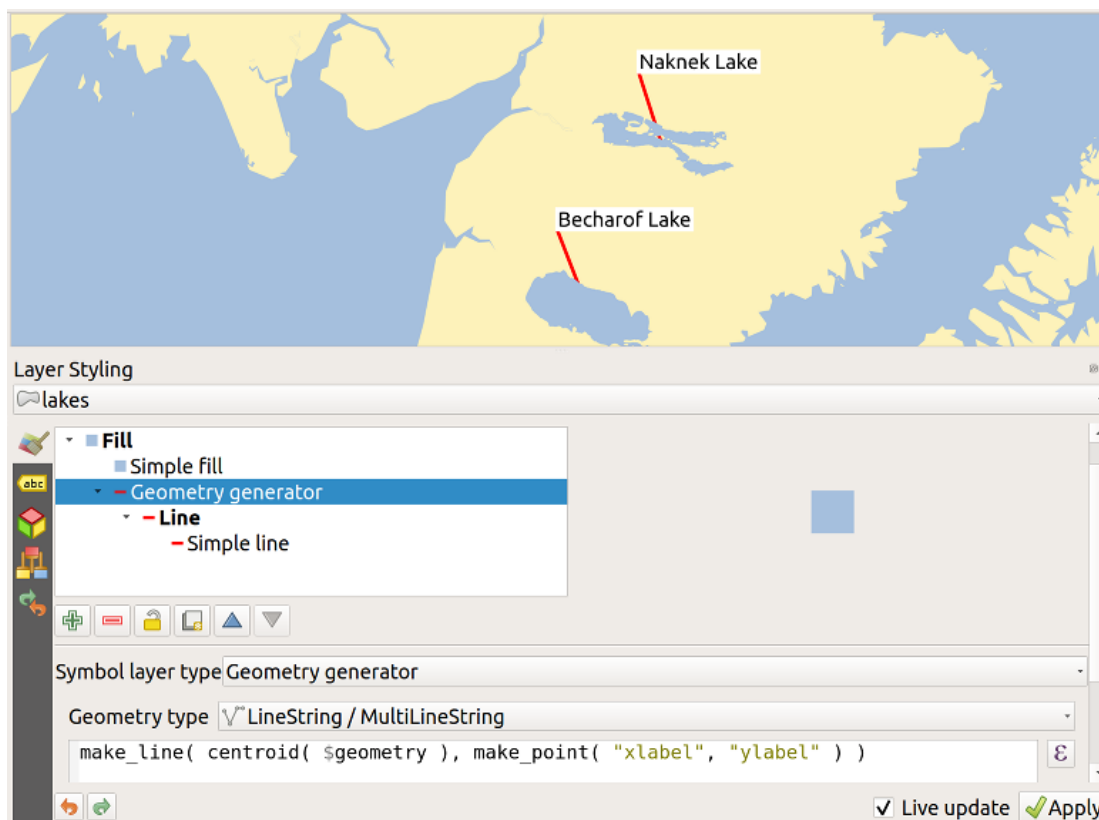 Naknek Lake
Becharof Lake
Layer Styling
lakes
Fill
Simple fill
Geometry generator
Line
Simple line
abc
Symbol layer type Geometry generator
Geometry type LineString / MultiLineString
make_line( centroid( $geometry ), make_point( "xlabel", "ylabel" ) )
ε
Live update Apply